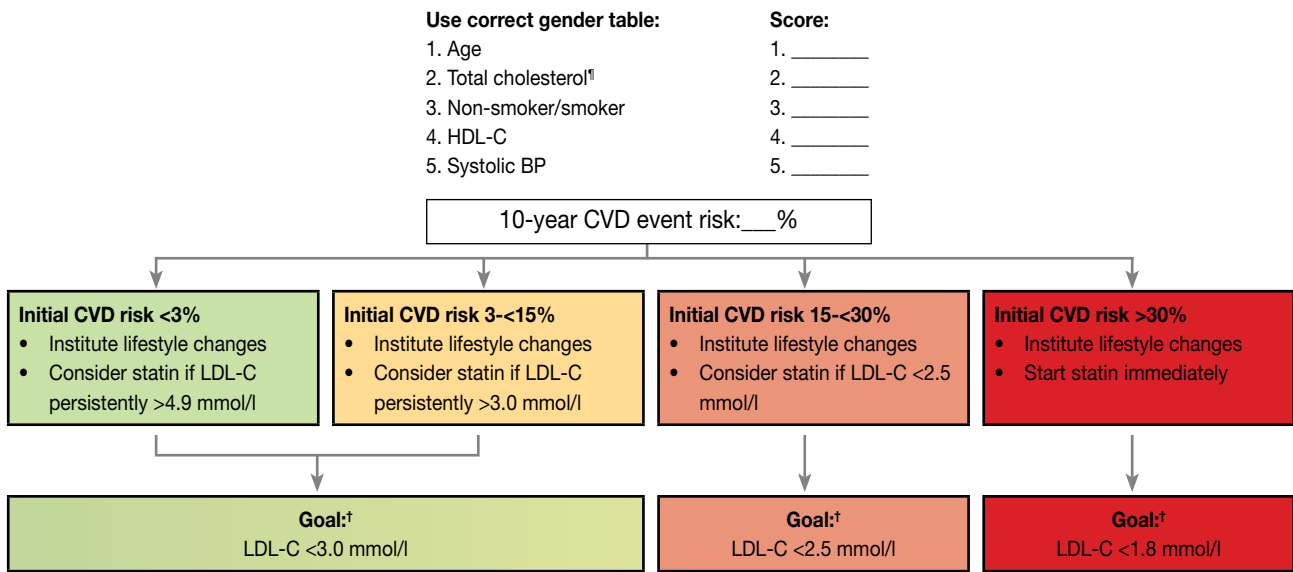 Use correct gender table:
Score:
1. Age
1. ________
2. Total cholesterol¶
2. ________
3. Non-smoker/smoker
3. ________
4. HDL-C
4. ________
5. Systolic BP
5. ________
10-year CVD event risk:___%
Initial CVD risk <3%
• Institute lifestyle changes
• Consider statin if LDL-C
persistently >4.9 mmol/l
Initial CVD risk 3-<15%
• Institute lifestyle changes
• Consider statin if LDL-C
persistently >3.0 mmol/l
Initial CVD risk 15-<30%
• Institute lifestyle changes
• Consider statin if LDL-C <2.5
mmol/l
Initial CVD risk >30%
• Institute lifestyle changes
• Start statin immediately
Goal:†
LDL-C <3.0 mmol/l
Goal:†
LDL-C <2.5 mmol/l
Goal:†
LDL-C <1.8 mmol/l